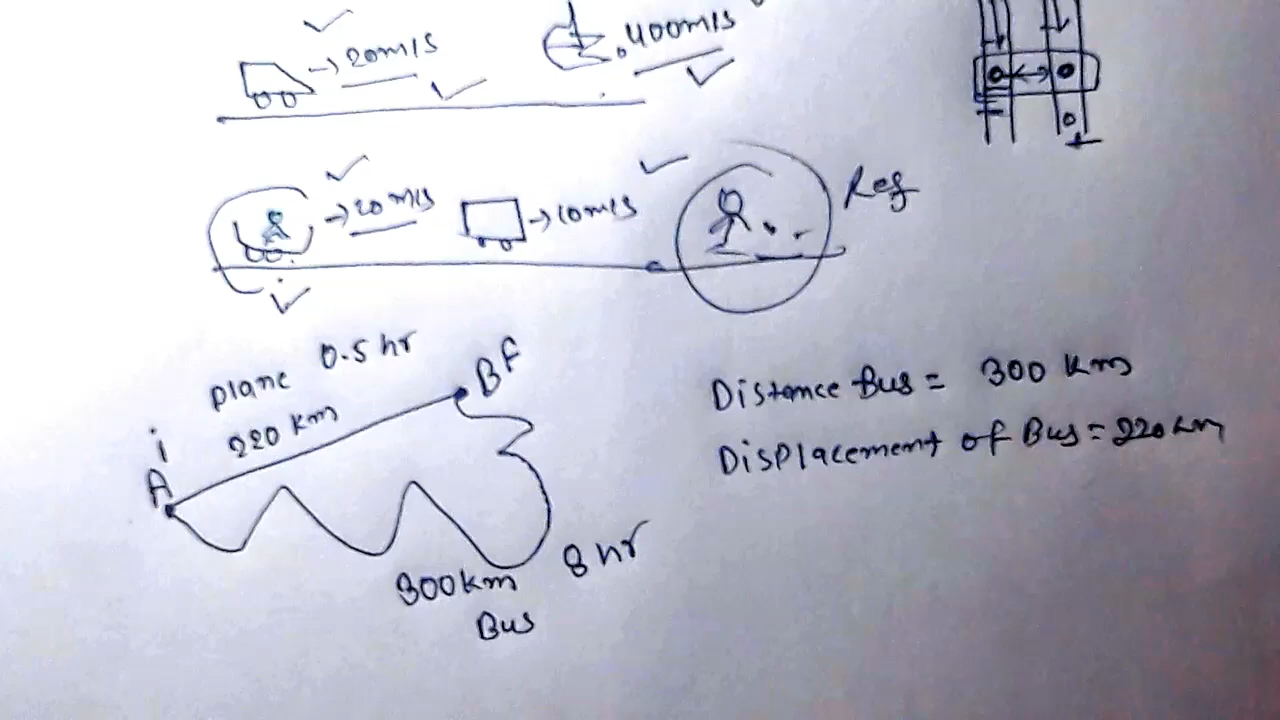 →20m/s
400m/s
→20m/s
→10m/s
Ref
plane 0.5 hr
220 km
i
A
B f
300km
Bus
8 hr
Distance Bus = 300 km
Displacement of Bus = 220 km